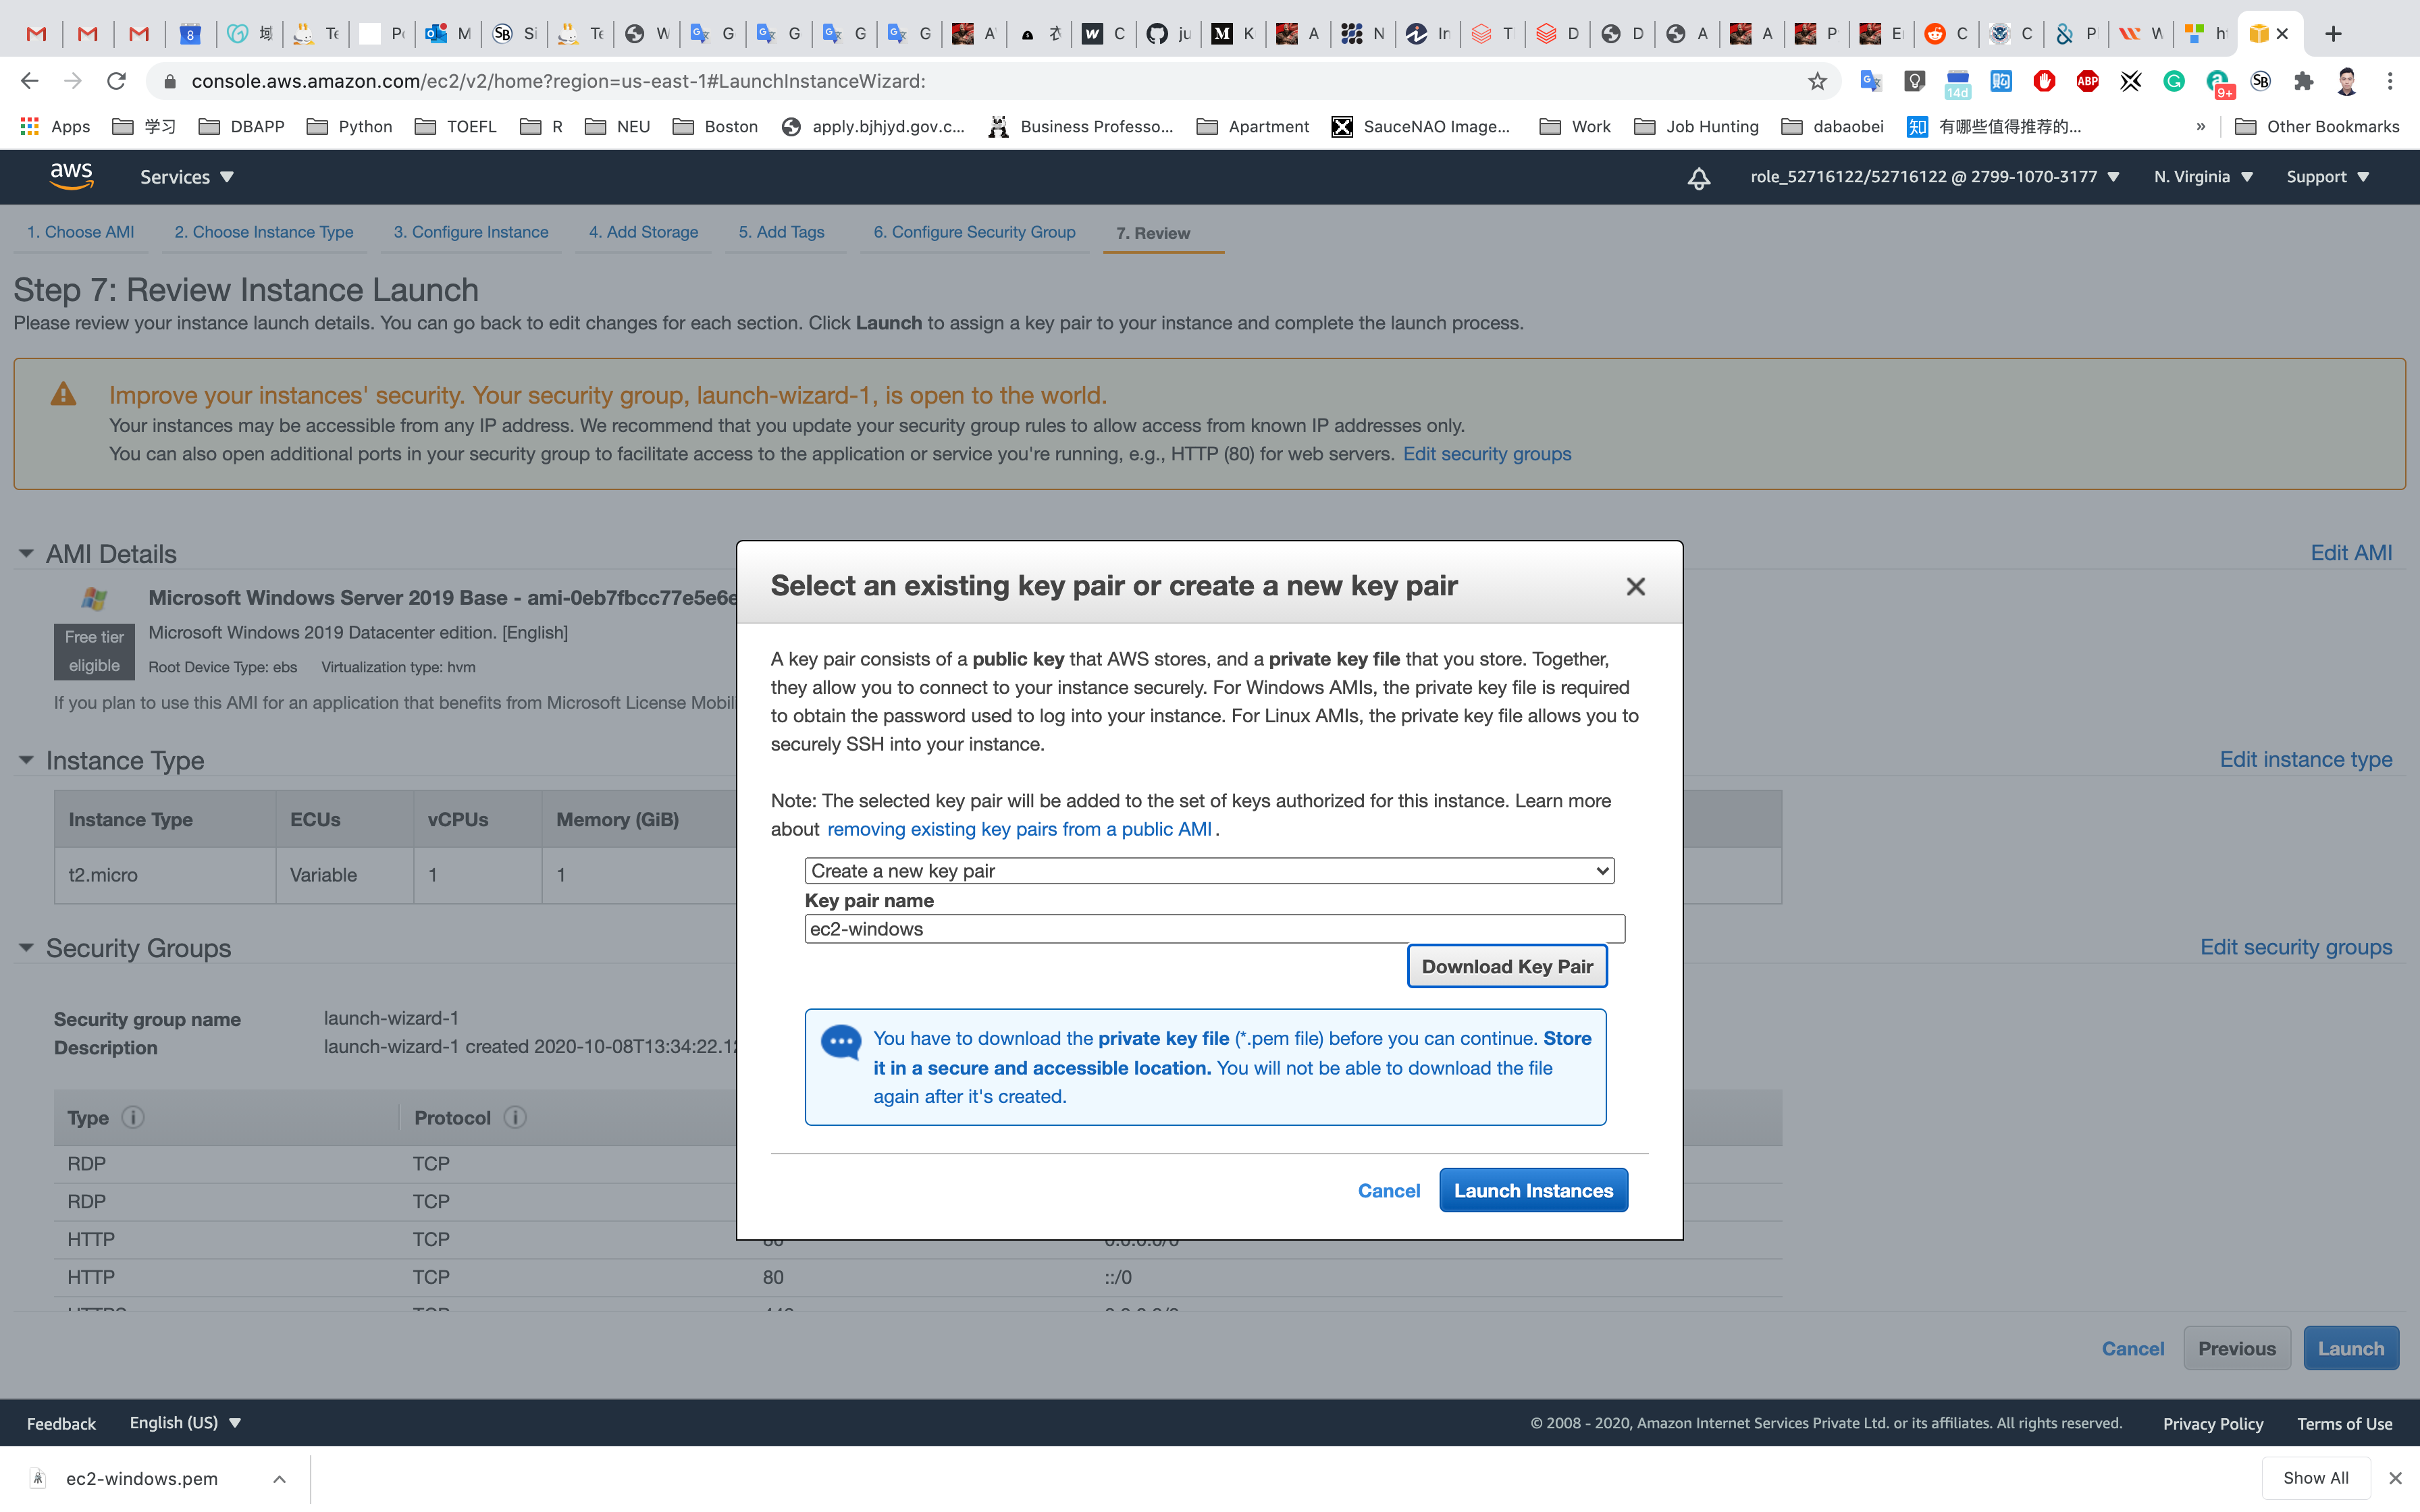 8
域
Te
Pe
M
Si
Te
W
G
G
G
G
A
衣
C
ju
K
A
N
In
T
D
D
A
A
P
E
C
C
P
W
h
console.aws.amazon.com/ec2/v2/home?region=us-east-1#LaunchInstanceWizard:
14d
ABP
9+
SB
Apps
学习
DBAPP
Python
TOEFL
R
NEU
Boston
apply.bjhjyd.gov.c...
Business Professo...
Apartment
SauceNAO Image...
Work
Job Hunting
dabaobei
知 有哪些值得推荐的...
»
Other Bookmarks
aws
Services
role_52716122/52716122 @ 2799-1070-3177
N. Virginia
Support
1. Choose AMI
2. Choose Instance Type
3. Configure Instance
4. Add Storage
5. Add Tags
6. Configure Security Group
7. Review
Step 7: Review Instance Launch
Please review your instance launch details. You can go back to edit changes for each section. Click Launch to assign a key pair to your instance and complete the launch process.
Improve your instances' security. Your security group, launch-wizard-1, is open to the world.
Your instances may be accessible from any IP address. We recommend that you update your security group rules to allow access from known IP addresses only.
You can also open additional ports in your security group to facilitate access to the application or service you're running, e.g., HTTP (80) for web servers. Edit security groups
AMI Details
Edit AMI
Microsoft Windows Server 2019 Base - ami-0eb7fbcc77e5e6e
Free tier
eligible
Microsoft Windows 2019 Datacenter edition. [English]
Root Device Type: ebs Virtualization type: hvm
If you plan to use this AMI for an application that benefits from Microsoft License Mobil
Instance Type
Edit instance type
Instance Type ECUs vCPUs Memory (GiB)
t2.micro Variable 1 1
Security Groups
Edit security groups
Security group name launch-wizard-1
Description launch-wizard-1 created 2020-10-08T13:34:22.12
Type Protocol
RDP TCP
RDP TCP
HTTP TCP 80 0.0.0.0/0
HTTP TCP 80 ::/0
HTTPS TCP 443 0.0.0.0/0
Select an existing key pair or create a new key pair
A key pair consists of a public key that AWS stores, and a private key file that you store. Together,
they allow you to connect to your instance securely. For Windows AMIs, the private key file is required
to obtain the password used to log into your instance. For Linux AMIs, the private key file allows you to
securely SSH into your instance.
Note: The selected key pair will be added to the set of keys authorized for this instance. Learn more
about removing existing key pairs from a public AMI .
Create a new key pair
Key pair name
ec2-windows
Download Key Pair
You have to download the private key file (*.pem file) before you can continue. Store
it in a secure and accessible location. You will not be able to download the file
again after it's created.
Cancel
Launch Instances
Cancel
Previous
Launch
Feedback
English (US)
© 2008 - 2020, Amazon Internet Services Private Ltd. or its affiliates. All rights reserved.
Privacy Policy
Terms of Use
ec2-windows.pem
Show All